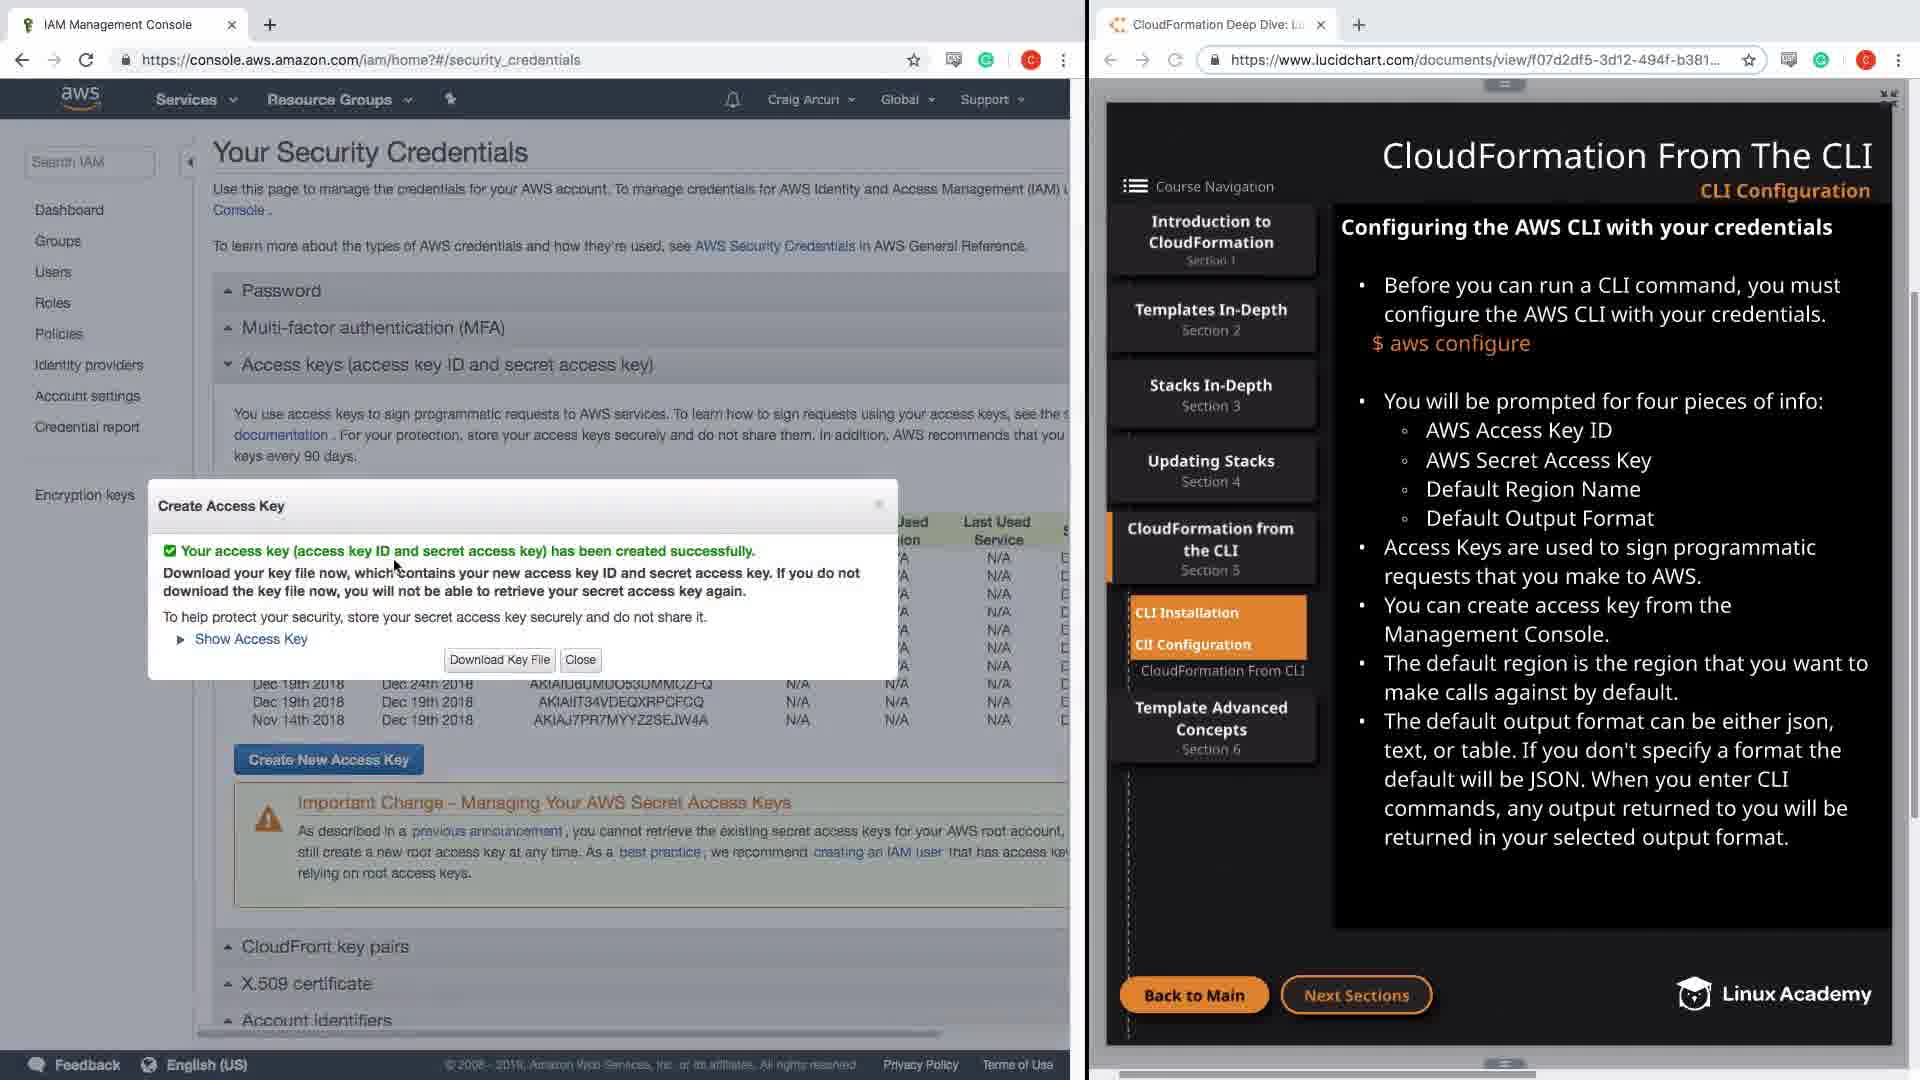 IAM Management Console
https://console.aws.amazon.com/iam/home?#/security_credentials
aws
Services
Resource Groups
Craig Arcuri
Global
Support
Search IAM
Dashboard
Groups
Users
Roles
Policies
Identity providers
Account settings
Credential report
Encryption keys
Your Security Credentials
Use this page to manage the credentials for your AWS account. To manage credentials for AWS Identity and Access Management (IAM)
Console .
To learn more about the types of AWS credentials and how they're used, see AWS Security Credentials in AWS General Reference.
Password
Multi-factor authentication (MFA)
Access keys (access key ID and secret access key)
You use access keys to sign programmatic requests to AWS services. To learn how to sign requests using your access keys, see the
documentation . For your protection, store your access keys securely and do not share them. In addition, AWS recommends that you
keys every 90 days.
Last Used
Service
N/A N/A
N/A
N/A
N/A
N/A
N/A
N/A
Create Access Key
Your access key (access key ID and secret access key) has been created successfully.
Download your key file now, which contains your new access key ID and secret access key. If you do not
download the key file now, you will not be able to retrieve your secret access key again.
To help protect your security, store your secret access key securely and do not share it.
Show Access Key
Download Key File
Close
Dec 19th 2018 Dec 24th 2018 N/A N/A N/A
Dec 19th 2018 Dec 19th 2018 AKIAIIT34VDEQXRPCFCQ N/A N/A N/A
Nov 14th 2018 Dec 19th 2018 AKIAJ7PR7MYYZ2SEJW4A N/A N/A N/A
Create New Access Key
Important Change - Managing Your AWS Secret Access Keys
As described in a previous announcement , you cannot retrieve the existing secret access keys for your AWS root account,
still create a new root access key at any time. As a best practice , we recommend creating an IAM user that has access
relying on root access keys.
CloudFront key pairs
X.509 certificate
Account identifiers
Feedback
English (US)
© 2008 - 2019, Amazon Web Services, Inc. or its affiliates. All rights reserved.
Privacy Policy
Terms of Use
CloudFormation Deep Dive:
https://www.lucidchart.com/documents/view/f07d2df5-3d12-494f-b381...
CloudFormation From The CLI
CLI Configuration
Course Navigation
Introduction to
CloudFormation
Section 1
Templates In-Depth
Section 2
Stacks In-Depth
Section 3
Updating Stacks
Section 4
CloudFormation from
the CLI
Section 5
CLI Installation
ClI Configuration
CloudFormation From CLI
Template Advanced
Concepts
Section 6
Configuring the AWS CLI with your credentials
• Before you can run a CLI command, you must
configure the AWS CLI with your credentials.
$ aws configure
• You will be prompted for four pieces of info:
◦ AWS Access Key ID
◦ AWS Secret Access Key
◦ Default Region Name
◦ Default Output Format
• Access Keys are used to sign programmatic
requests that you make to AWS.
• You can create access key from the
Management Console.
• The default region is the region that you want to
make calls against by default.
• The default output format can be either json,
text, or table. If you don't specify a format the
default will be JSON. When you enter CLI
commands, any output returned to you will be
returned in your selected output format.
Back to Main
Next Sections
Linux Academy